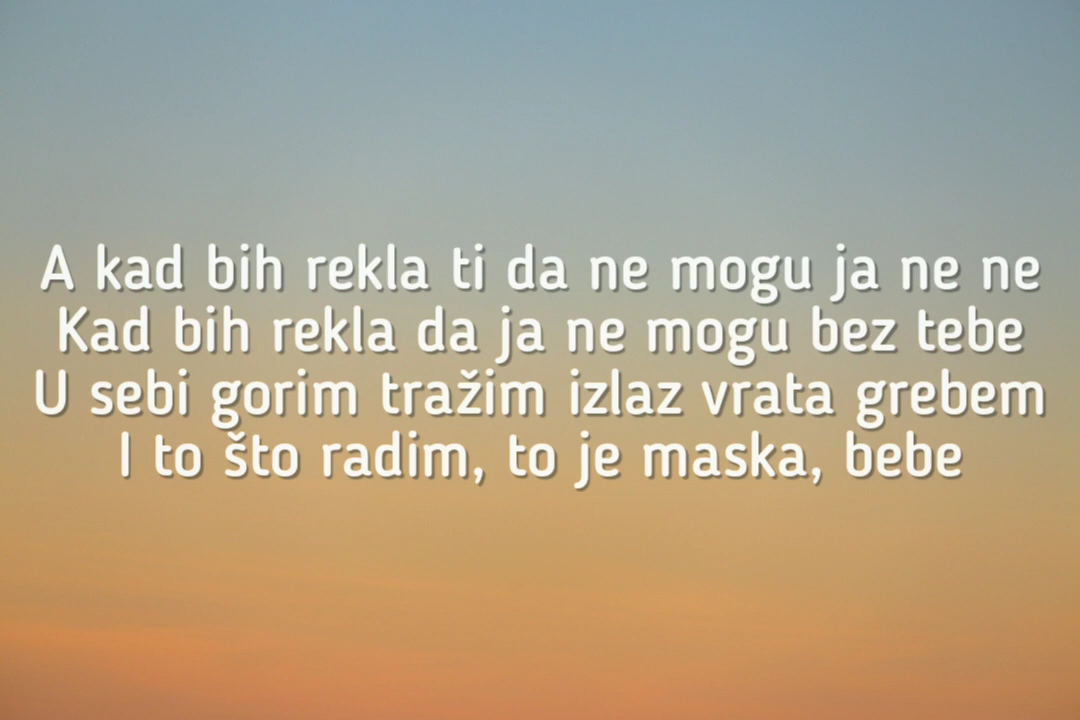 A kad bih rekla ti da ne mogu ja ne ne
Kad bih rekla da ja ne mogu bez tebe
U sebi gorim tražim izlaz vrata grebem
I to što radim, to je maska, bebe